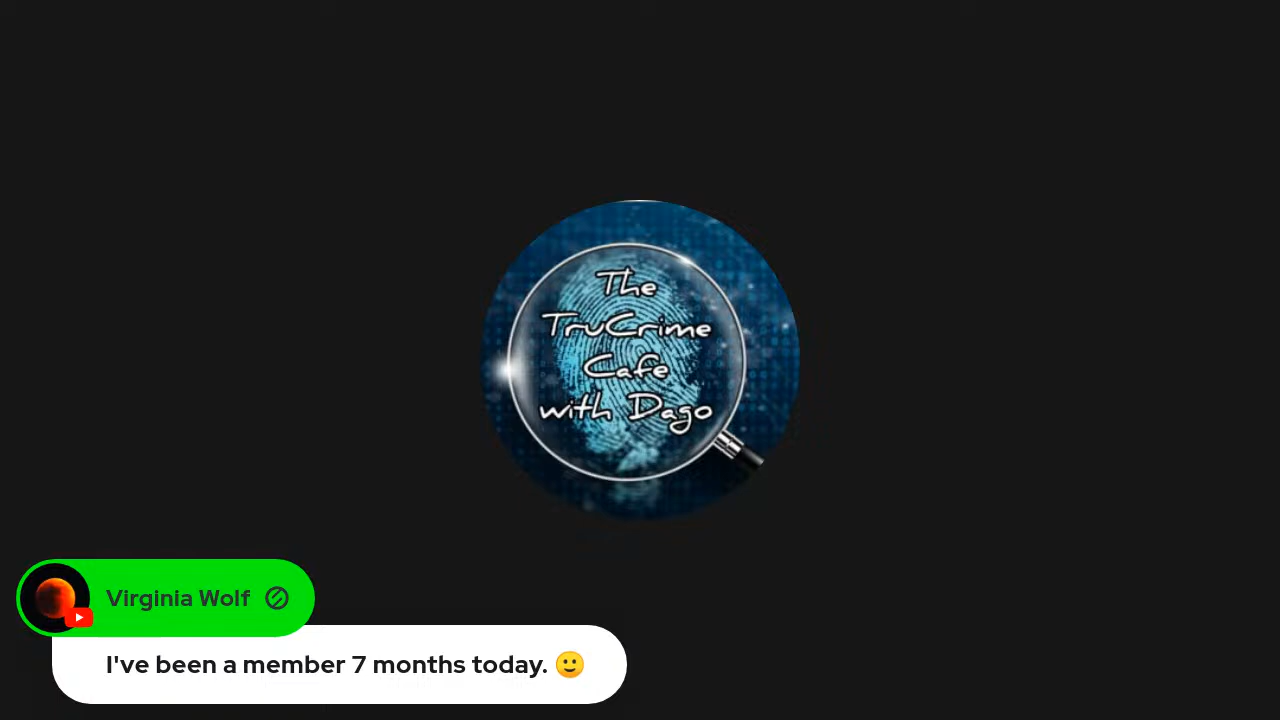 The
TruCrime
Cafe
with Dago
Virginia Wolf
I've been a member 7 months today. 🙂